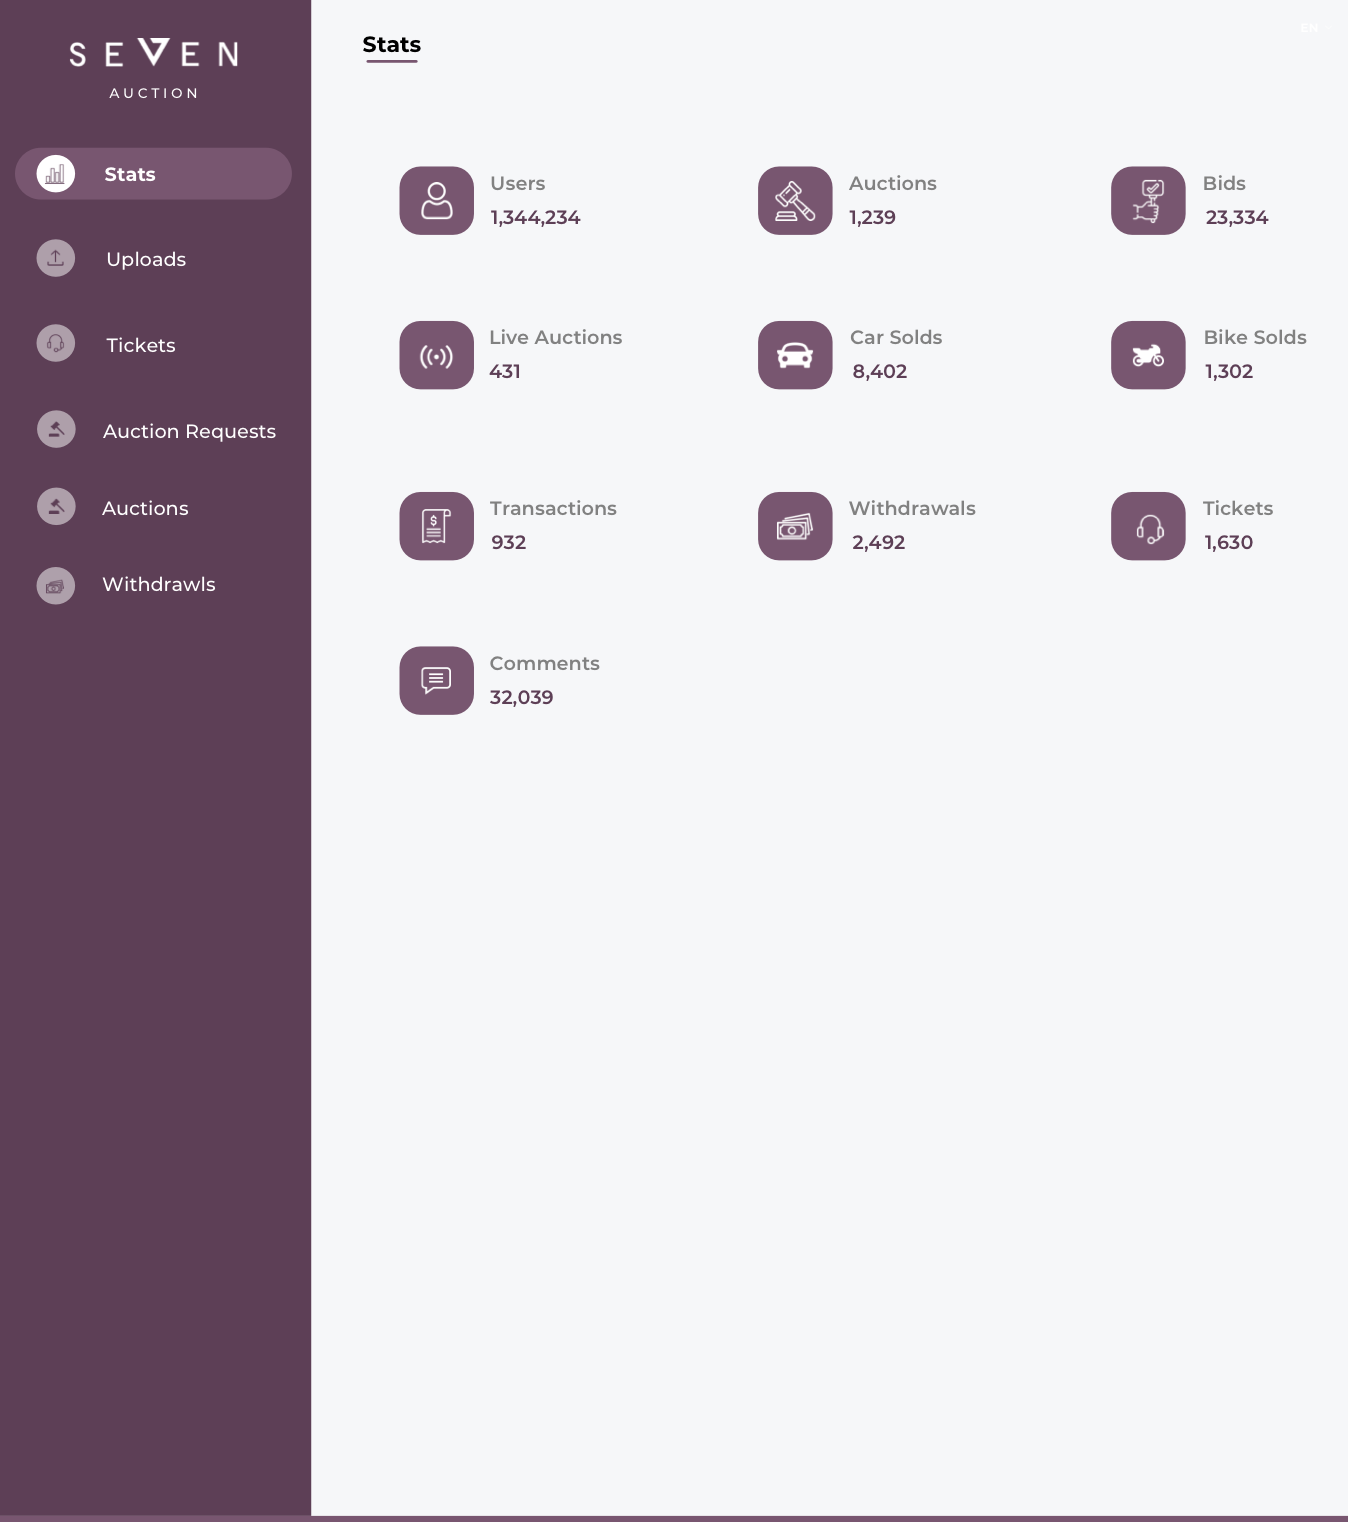 SEVEN
AUCTION
Stats
Uploads
Tickets
Auction Requests
Auctions
Withdrawls
EN
Stats
Users
1,344,234
Auctions
1,239
Bids
23,334
Live Auctions
431
Car Solds
8,402
Bike Solds
1,302
Transactions
932
Withdrawals
2,492
Tickets
1,630
Comments
32,039